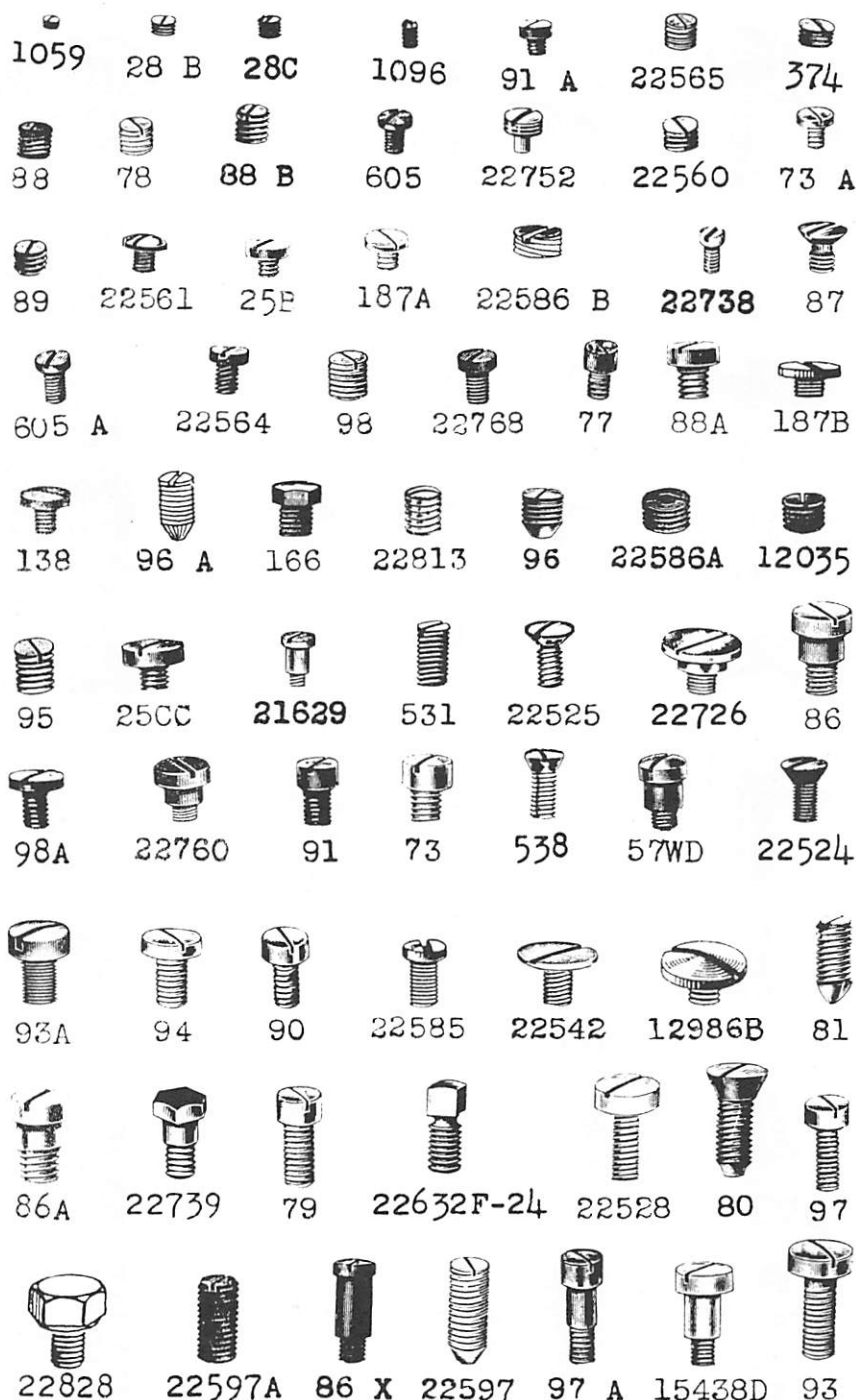 1059 28 B 28C 1096 91 A 22565 374
88 78 88 B 605 22752 22560 73 A
89 22561 25B 187A 22586 B 22738 87
605 A 22564 98 22768 77 88A 187B
138 96 A 166 22813 96 22586A 12035
95 25CC 21629 531 22525 22726 86
98A 22760 91 73 538 57WD 22524
93A 94 90 22585 22542 12986B 81
86A 22739 79 22632F-24 22528 80 97
22828 22597A 86 X 22597 97 A 15438D 93